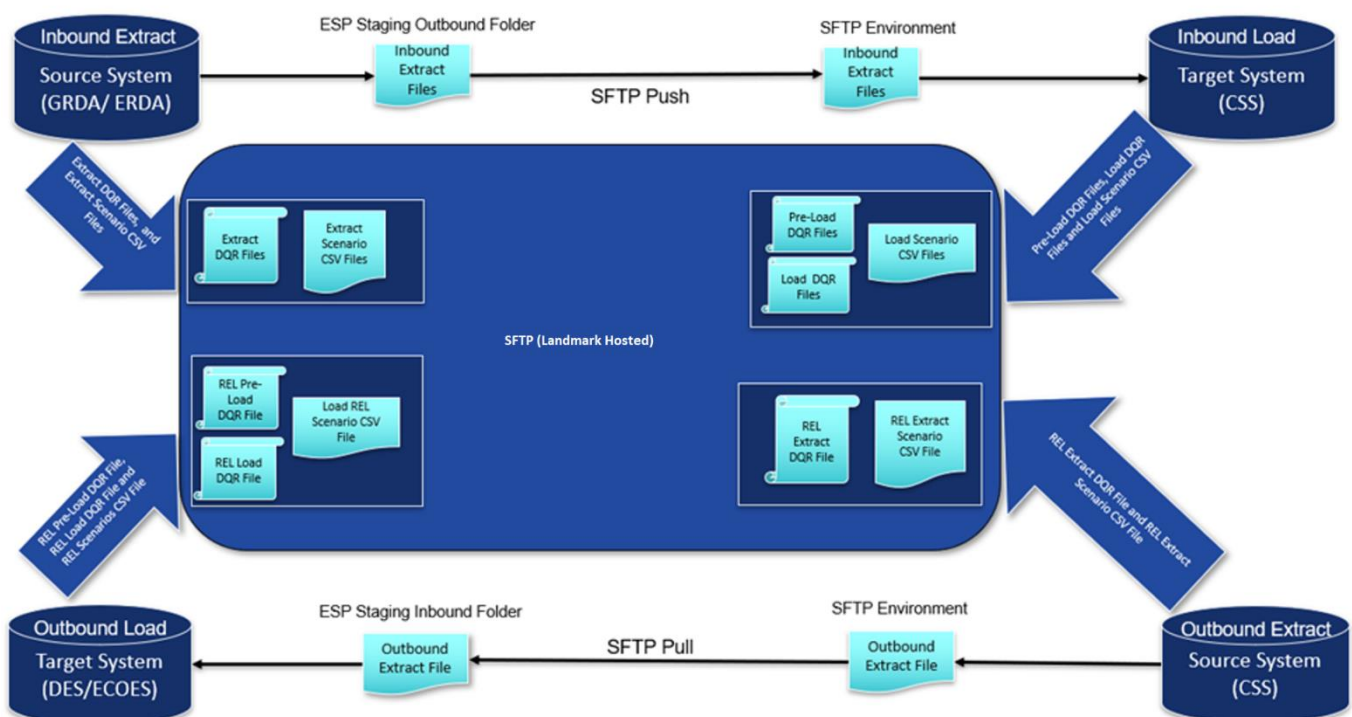 Inbound Extract
Source System
(GRDA/ ERDA)
ESP Staging Outbound Folder
Inbound
Extract
Files
SFTP Push
SFTP Environment
Inbound
Extract
Files
Inbound Load
Target System
(CSS)
Extract DQR Files, and
Extract Scenario CSV
Files
Pre-Load DQR Files, Load DQR
Files and Load Scenario CSV
Files
Extract
DQR Files
Extract
Scenario
CSV Files
Pre-Load
DQR Files
Load DQR
Files
Load Scenario
CSV Files
SFTP (Landmark Hosted)
REL Pre-
Load
DQR File
REL Load
DQR File
Load REL
Scenario CSV
File
REL
Extract
DQR File
REL Extract
Scenario
CSV File
REL Pre-Load DQR File,
REL Load DQR File and
REL Scenarios CSV File
REL Extract DQR File and REL Extract
Scenario CSV File
Outbound Load
Target System
(DES/ECOES)
ESP Staging Inbound Folder
Outbound
Extract File
SFTP Pull
SFTP Environment
Outbound
Extract File
Outbound Extract
Source System
(CSS)